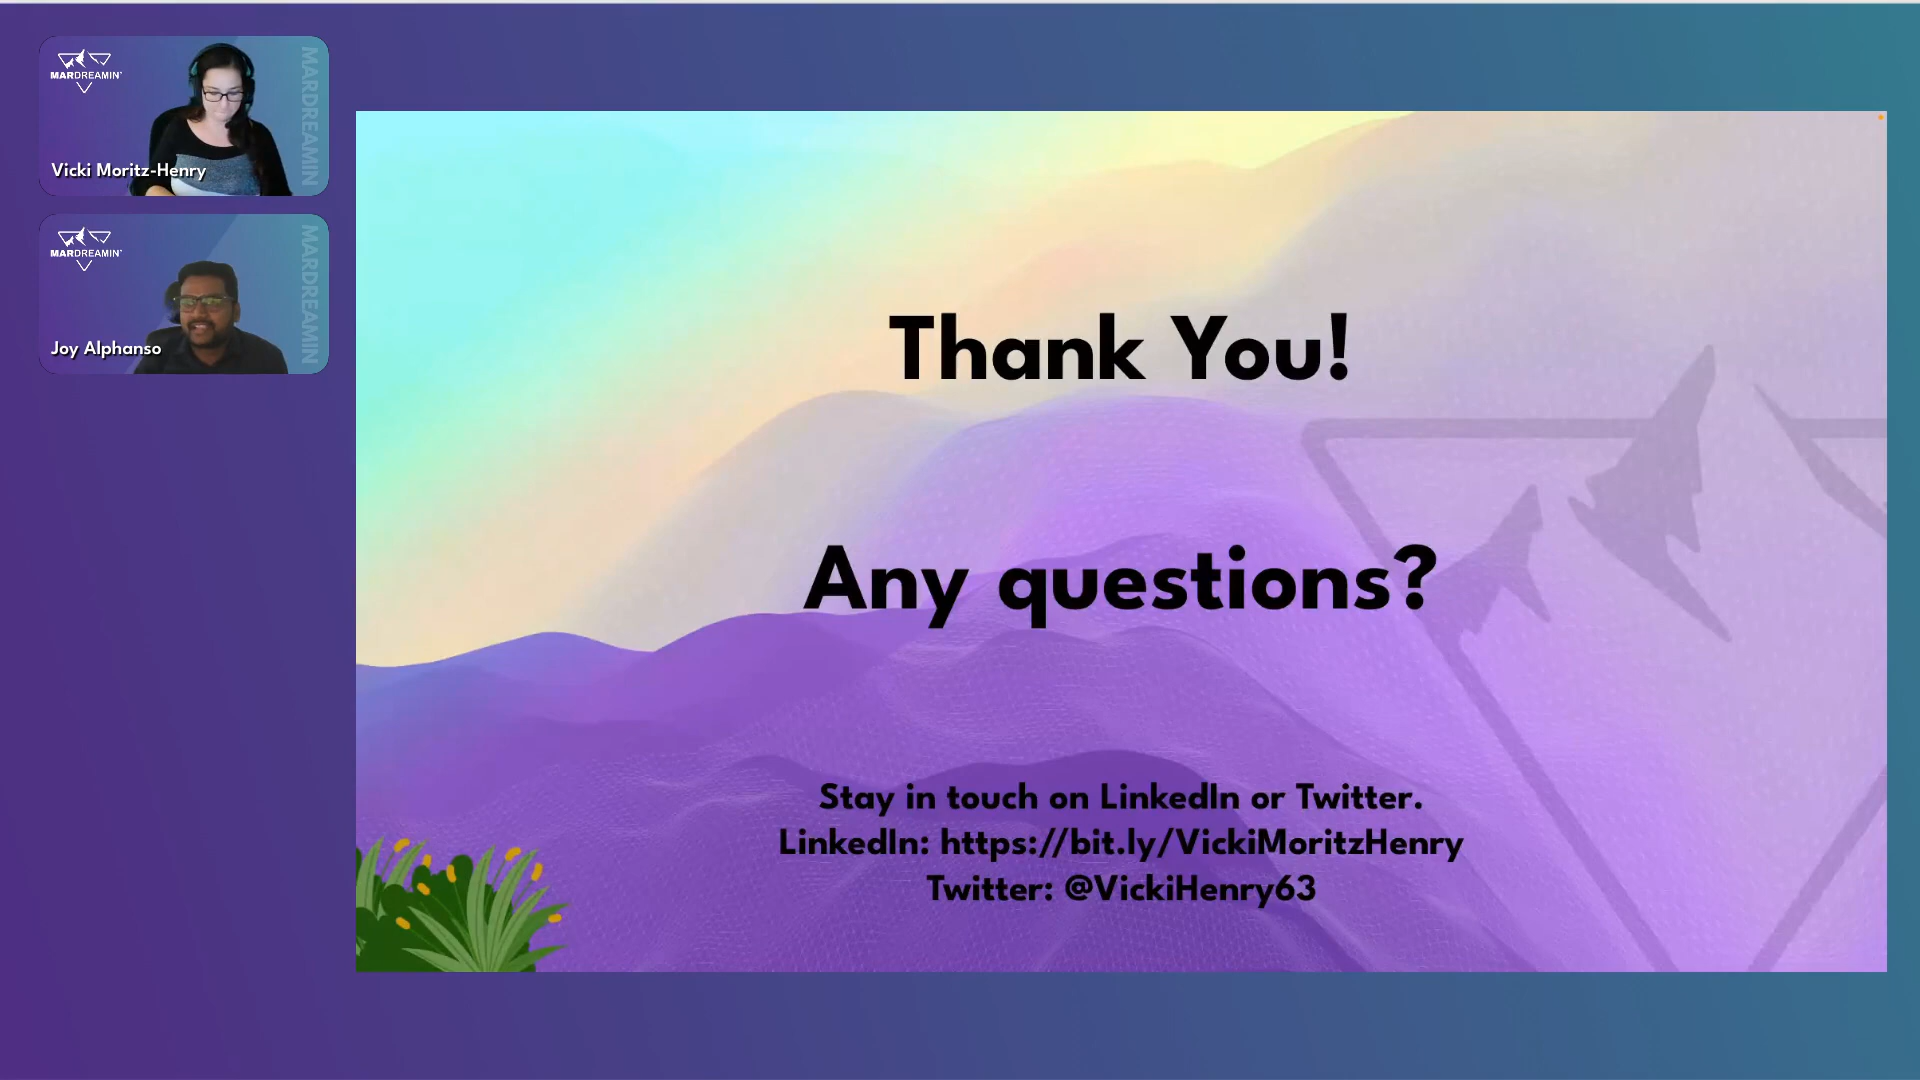 MARDREAMIN'
MARDREAMIN
Vicki Moritz-Henry
MARDREAMIN'
MARDREAMIN
Joy Alphanso
Thank You!
Any questions?
Stay in touch on LinkedIn or Twitter.
LinkedIn: https://bit.ly/VickiMoritzHenry
Twitter: @VickiHenry63